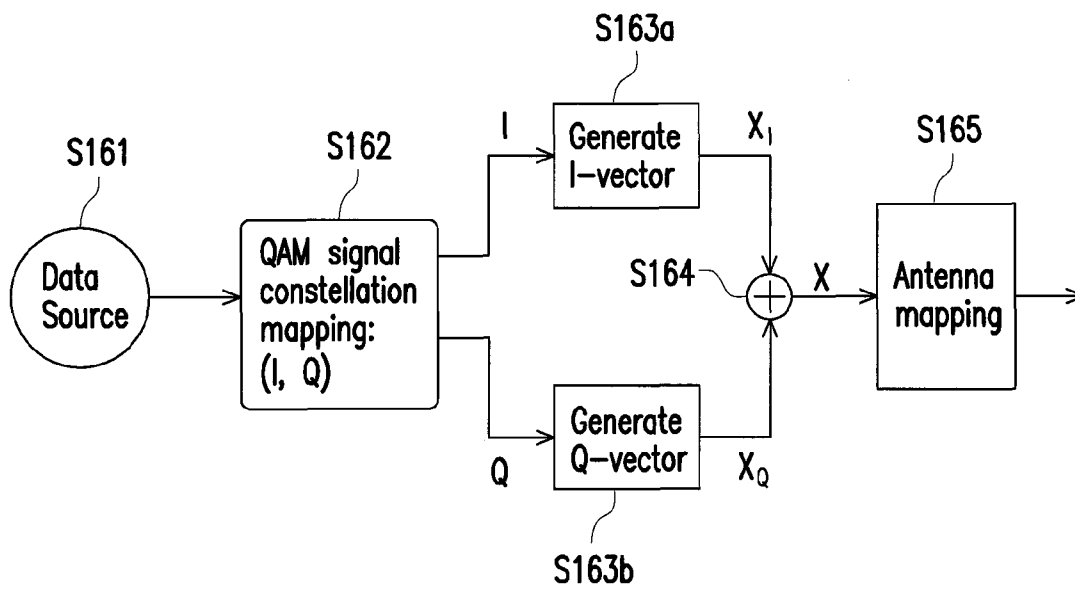 S161
Data
Source
S162
QAM signal
constellation
mapping:
(I, Q)
I
Q
S163a
Generate
I-vector
X_I
S163b
Generate
Q-vector
X_Q
S164
X
S165
Antenna
mapping